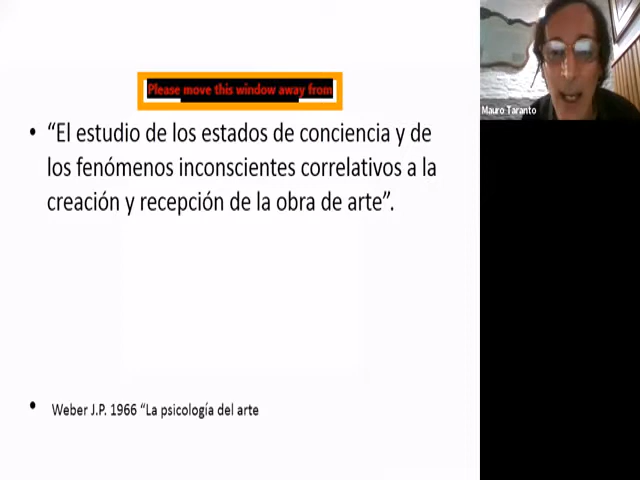 Please move this window away from
• “El estudio de los estados de conciencia y de
los fenómenos inconscientes correlativos a la
creación y recepción de la obra de arte”.
• Weber J.P. 1966 “La psicología del arte
Mauro Taranto